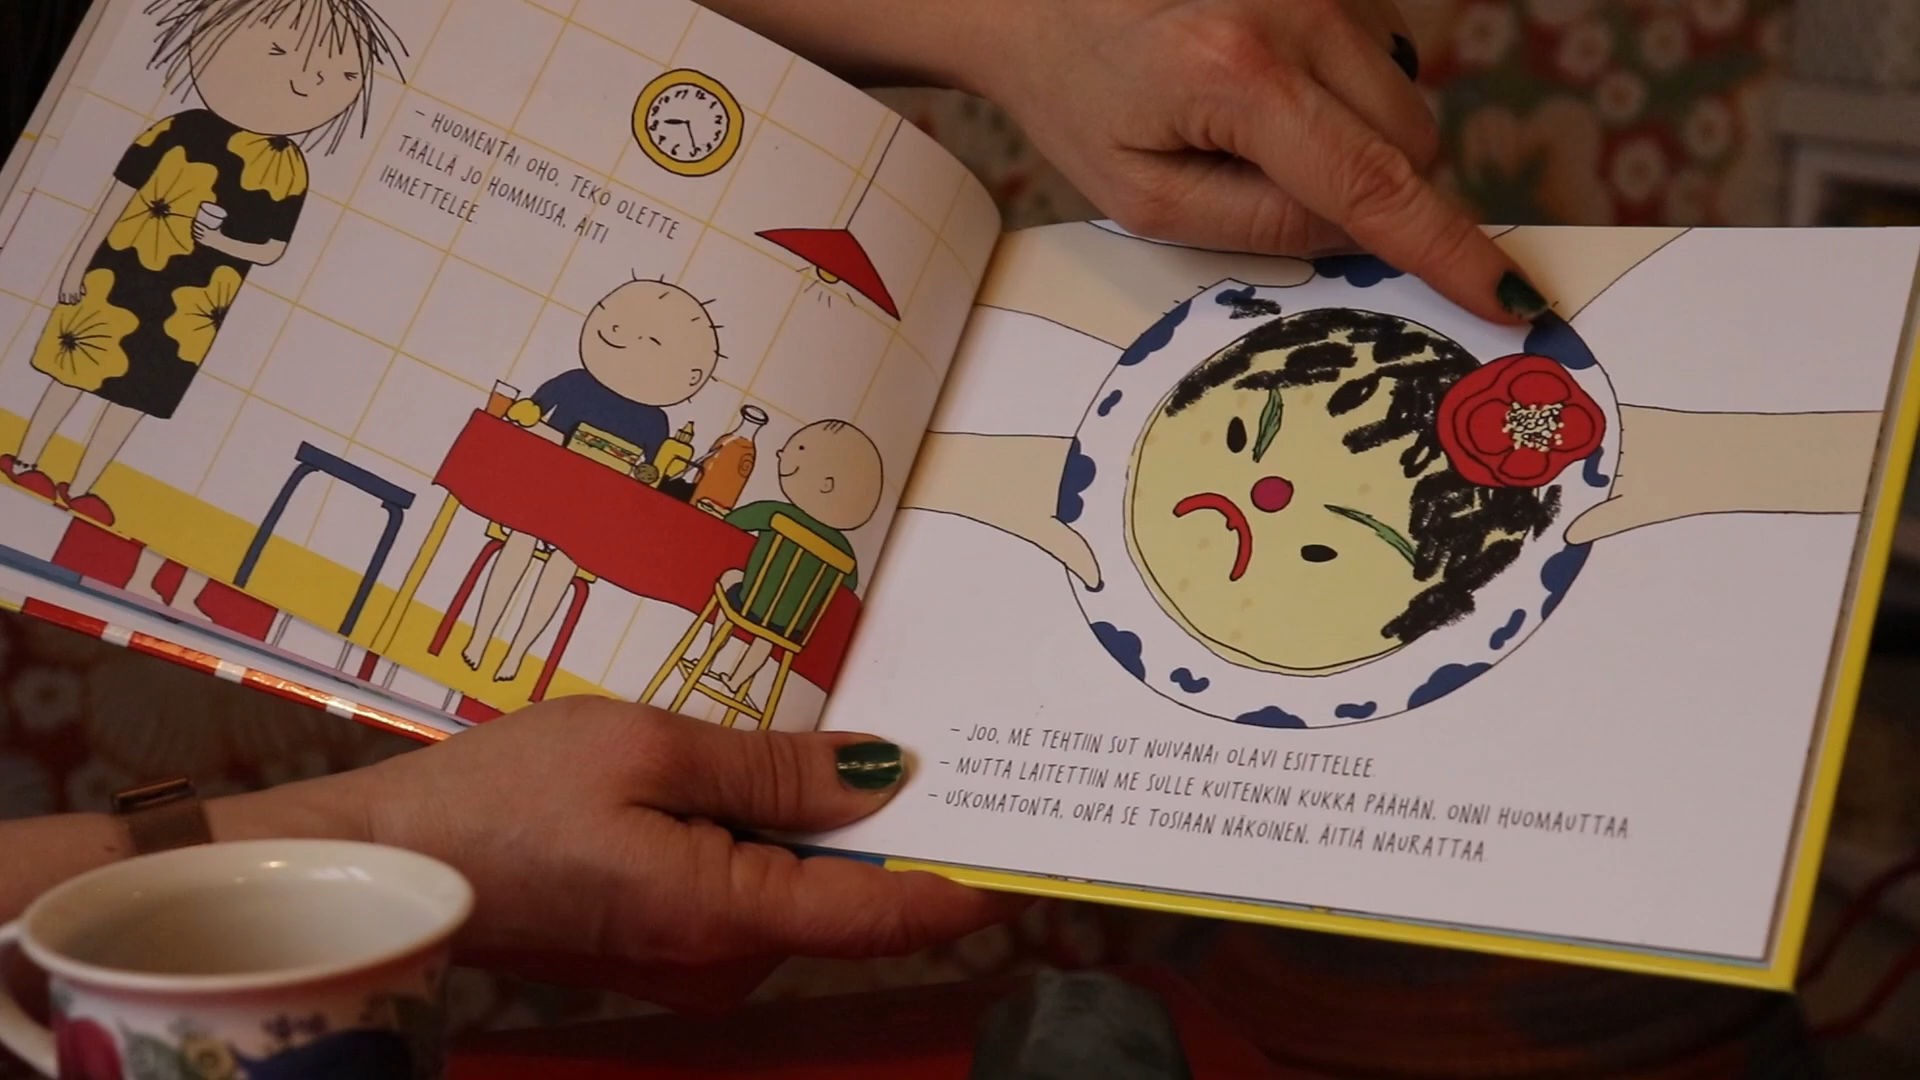 – HUOMENTA! OHO, TEKÖ OLETTE
TÄÄLLÄ JO HOMMISSA, ÄITI
IHMETTELEE.
– JOO, ME TEHTIIN SUT NUIVANA! OLAVI ESITTELEE.
– MUTTA LAITETTIIN ME SULLE KUITENKIN KUKKA PÄÄHÄN, ONNI HUOMAUTTAA.
– USKOMATONTA, ONPA SE TOSIAAN NÄKÖINEN, ÄITIÄ NAURATTAA.